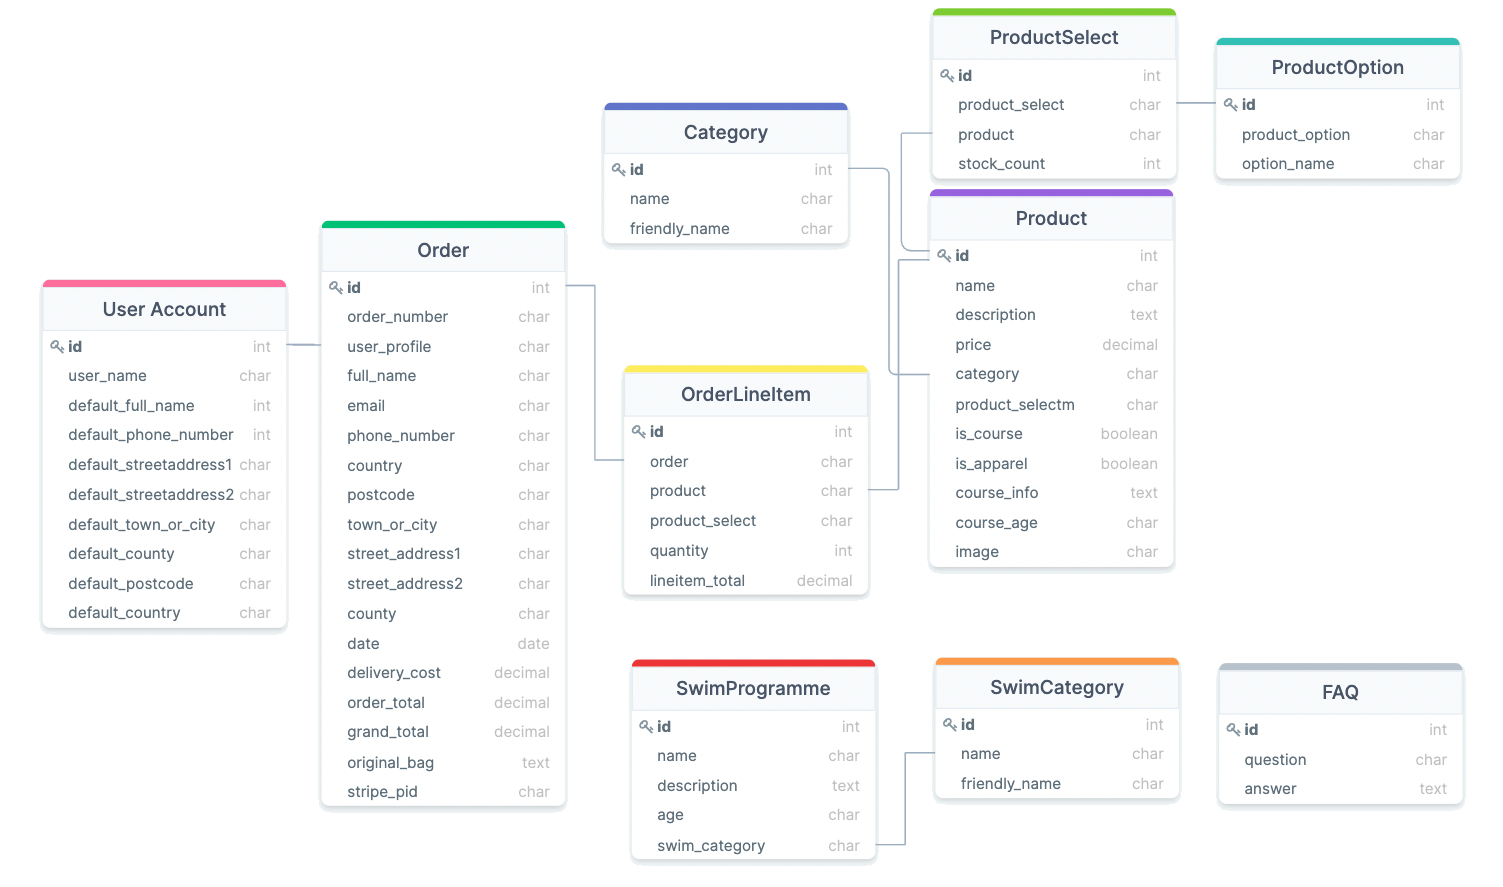 User Account
id int
user_name char
default_full_name int
default_phone_number int
default_streetaddress1 char
default_streetaddress2 char
default_town_or_city char
default_county char
default_postcode char
default_country char
Order
id int
order_number char
user_profile char
full_name char
email char
phone_number char
country char
postcode char
town_or_city char
street_address1 char
street_address2 char
county char
date date
delivery_cost decimal
order_total decimal
grand_total decimal
original_bag text
stripe_pid char
Category
id int
name char
friendly_name char
OrderLineItem
id int
order char
product char
product_select char
quantity int
lineitem_total decimal
ProductSelect
id int
product_select char
product char
stock_count int
ProductOption
id int
product_option char
option_name char
Product
id int
name char
description text
price decimal
category char
product_selectm char
is_course boolean
is_apparel boolean
course_info text
course_age char
image char
SwimProgramme
id int
name char
description text
age char
swim_category char
SwimCategory
id int
name char
friendly_name char
FAQ
id int
question char
answer text